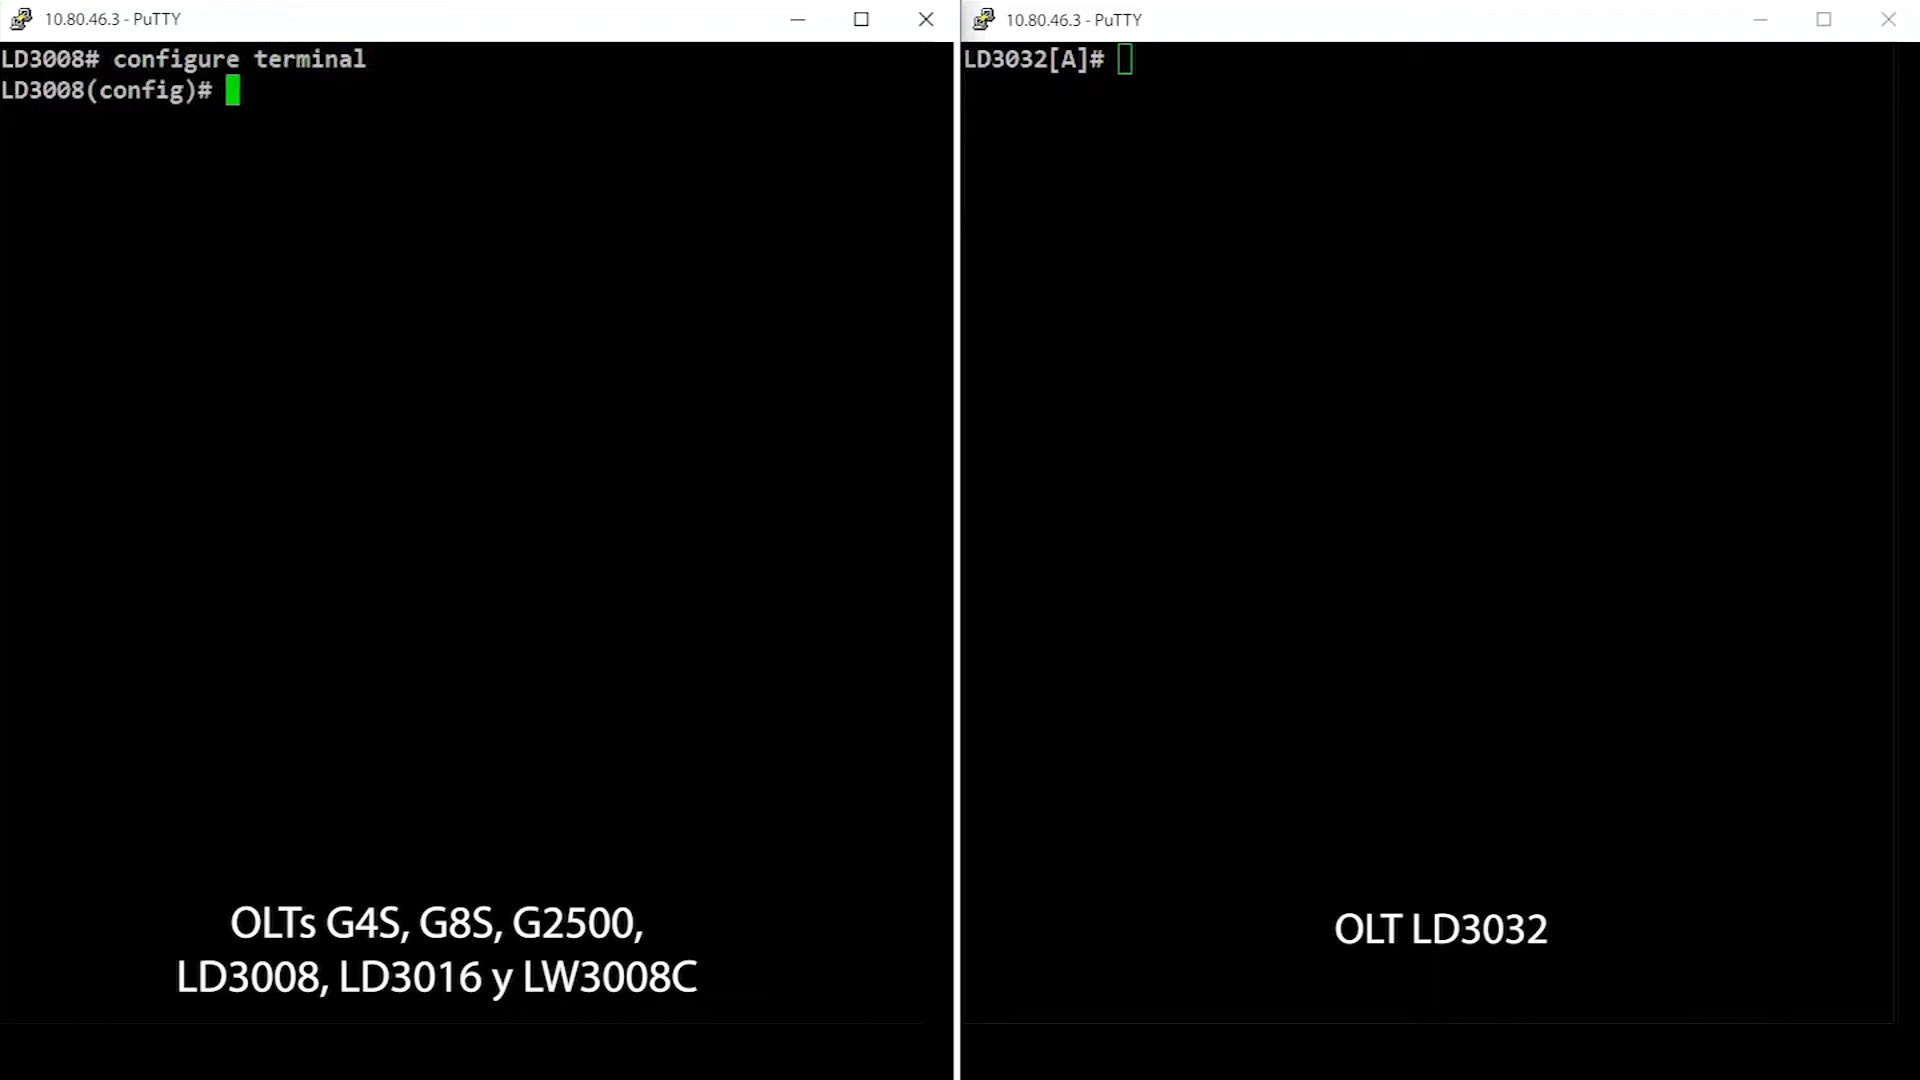 10.80.46.3 - PuTTY
LD3008# configure terminal
LD3008(config)#
OLTs G4S, G8S, G2500,
LD3008, LD3016 y LW3008C
10.80.46.3 - PuTTY
LD3032[A]#
OLT LD3032